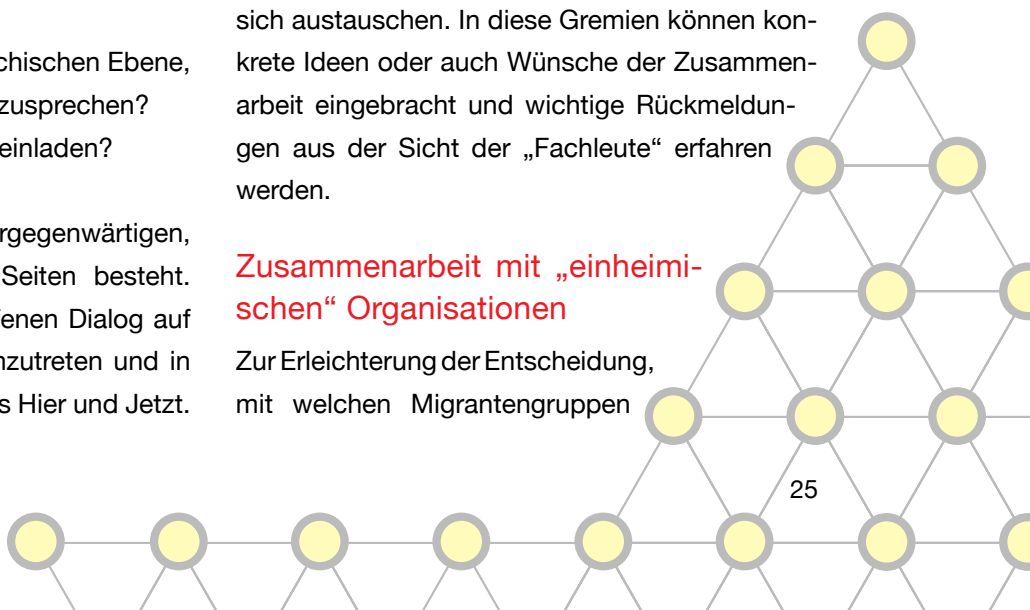 chischen Ebene,
zusprechen?
einladen?
rgegenwärtigen,
Seiten besteht.
enen Dialog auf
nzutreten und in
s Hier und Jetzt.
sich austauschen. In diese Gremien können kon-
krete Ideen oder auch Wünsche der Zusammen-
arbeit eingebracht und wichtige Rückmeldun-
gen aus der Sicht der „Fachleute“ erfahren
werden.
Zusammenarbeit mit „einheimi-
schen“ Organisationen
Zur Erleichterung der Entscheidung,
mit welchen Migrantengruppen
25